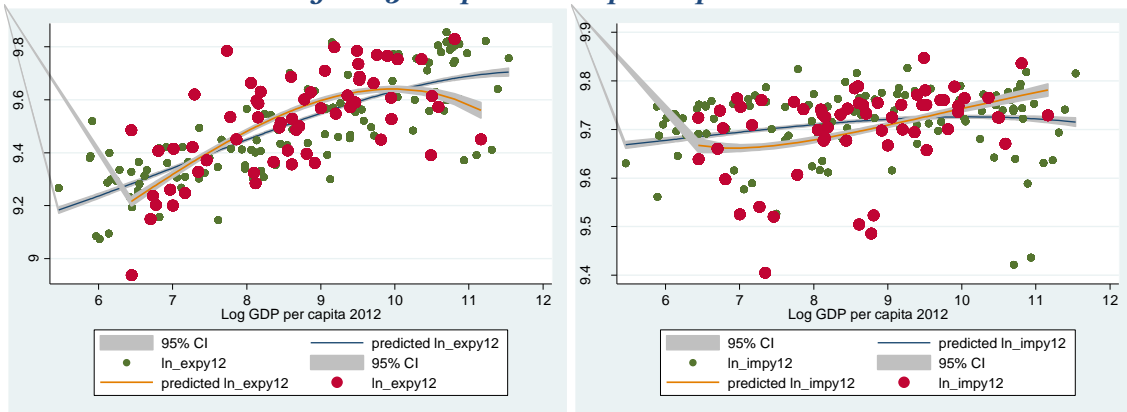 9.8
9.6
9.4
9.2
9
6 7 8 9 10 11 12
Log GDP per capita 2012
95% CI predicted ln_expy12
ln_expy12 95% CI
predicted ln_expy12 ln_expy12
9.9
9.8
9.7
9.6
9.5
9.4
6 7 8 9 10 11 12
Log GDP per capita 2012
95% CI predicted ln_impy12
ln_impy12 95% CI
predicted ln_impy12 ln_impy12